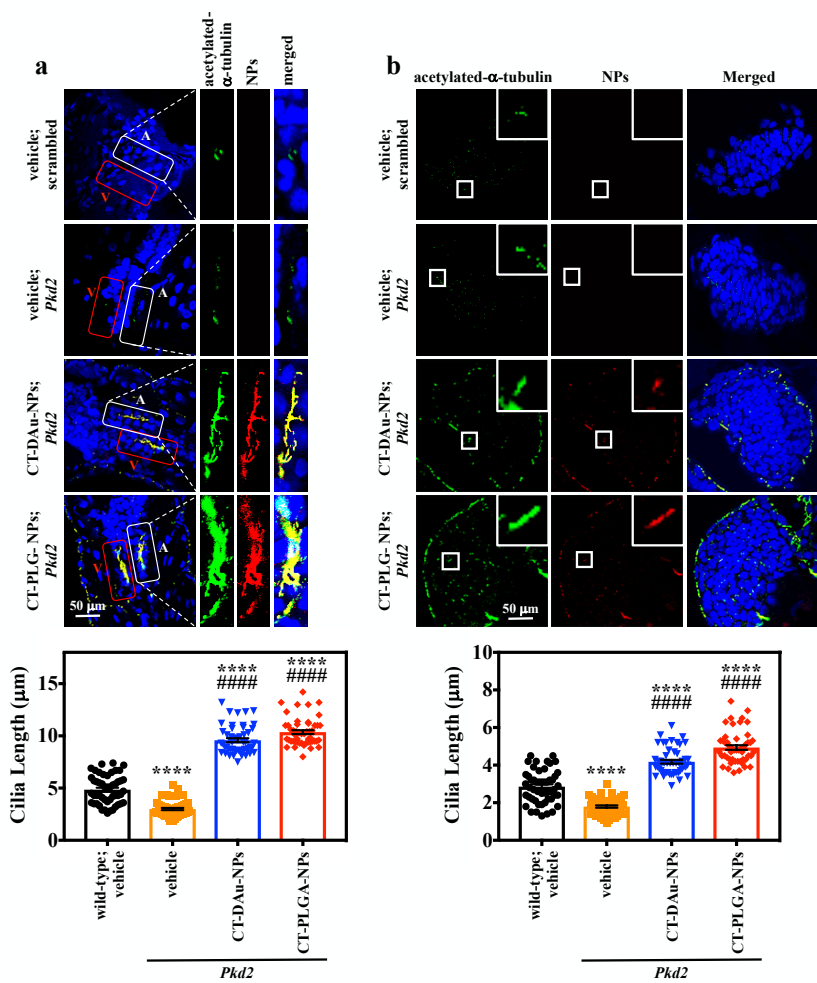 a
acetylated-
α-tubulin
NPs
merged
vehicle;
scrambled
A
V
vehicle;
Pkd2
V
A
CT-DAu-NPs;
Pkd2
A
V
CT-PLG- NPs;
Pkd2
A
V
50 μm
b
acetylated-α-tubulin
NPs
Merged
vehicle;
scrambled
vehicle;
Pkd2
CT-DAu-NPs;
Pkd2
CT-PLG- NPs;
Pkd2
50 μm
Cilia Length (μm)
15
10
5
0
****
****
####
****
####
wild-type;
vehicle
vehicle
CT-DAu-NPs
CT-PLGA-NPs
Pkd2
Cilia Length (μm)
10
8
6
4
2
0
****
****
####
****
####
wild-type;
vehicle
vehicle
CT-DAu-NPs
CT-PLGA-NPs
Pkd2